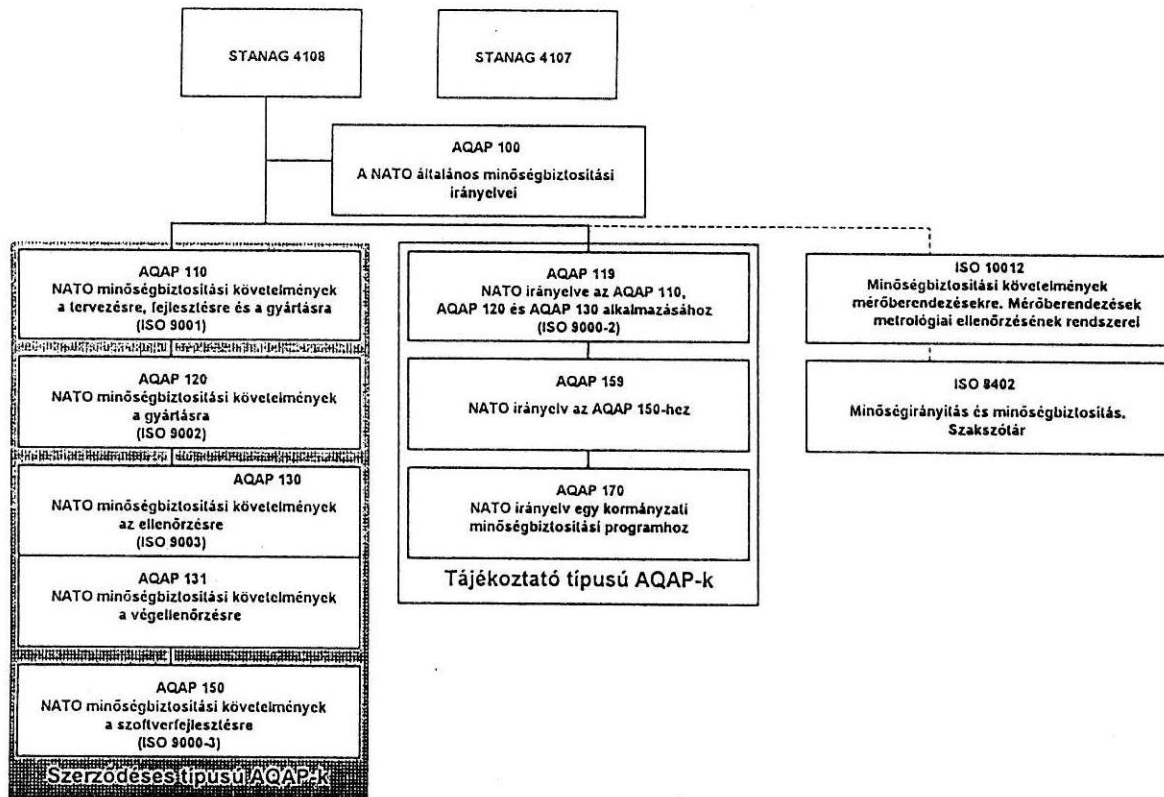 STANAG 4108
STANAG 4107
AQAP 100
A NATO általános minőségbiztosítási
irányelvei
AQAP 110
NATO minőségbiztosítási követelmények
a tervezésre, fejlesztésre és a gyártásra
(ISO 9001)
AQAP 120
NATO minőségbiztosítási követelmények
a gyártásra
(ISO 9002)
AQAP 130
NATO minőségbiztosítási követelmények
az ellenőrzésre
(ISO 9003)
AQAP 131
NATO minőségbiztosítási követelmények
a végellenőrzésre
AQAP 150
NATO minőségbiztosítási követelmények
a szoftverfejlesztésre
(ISO 9000-3)
Szerződéses típusú AQAP-k
AQAP 119
NATO irányelve az AQAP 110,
AQAP 120 és AQAP 130 alkalmazásához
(ISO 9000-2)
AQAP 159
NATO irányelv az AQAP 150-hez
AQAP 170
NATO irányelv egy kormányzati
minőségbiztosítási programhoz
Tájékoztató típusú AQAP-k
ISO 10012
Minőségbiztosítási követelmények
mérőberendezésekre. Mérőberendezések
metrológiai ellenőrzésének rendszerei
ISO 8402
Minőségirányítás és minőségbiztosítás.
Szakszótár